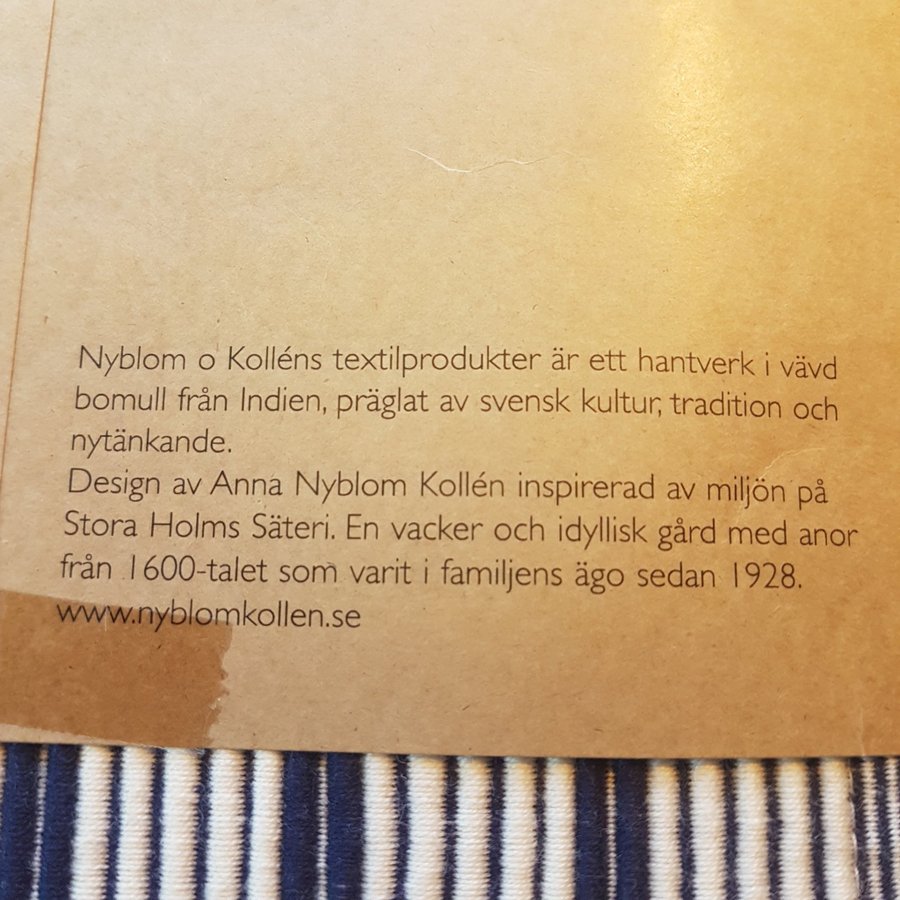 Nyblom o Kolléns textilprodukter är ett hantverk i vävd
bomull från Indien, präglat av svensk kultur, tradition och
nytänkande.
Design av Anna Nyblom Kollén inspirerad av miljön på
Stora Holms Säteri. En vacker och idyllisk gård med anor
från 1600-talet som varit i familjens ägo sedan 1928.
www.nyblomkollen.se